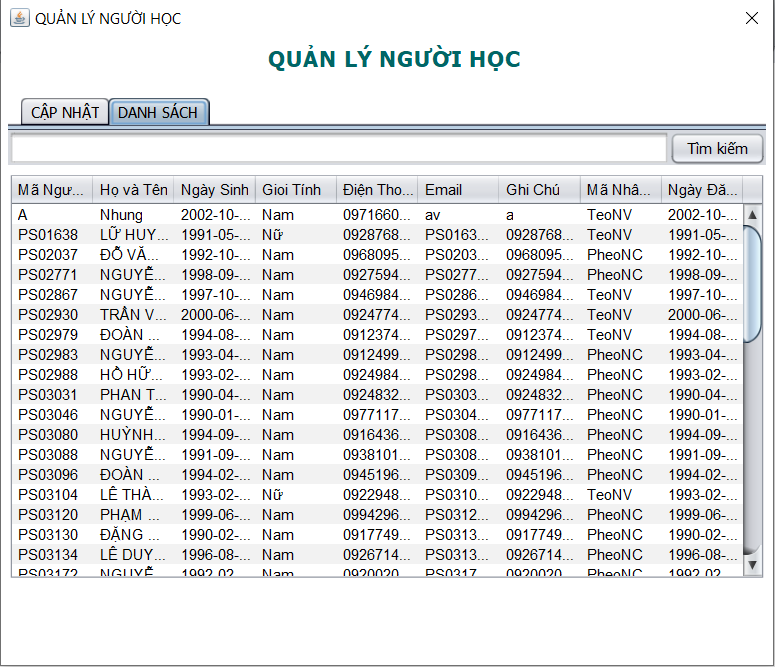 QUẢN LÝ NGƯỜI HỌC
QUẢN LÝ NGƯỜI HỌC
CẬP NHẬT DANH SÁCH
Tìm kiếm
Mã Ngư... Họ và Tên Ngày Sinh Gioi Tính Điện Tho... Email Ghi Chú Mã Nhâ... Ngày Đă...
A Nhung 2002-10-... Nam 0971660... av a TeoNV 2002-10-...
PS01638 LỮ HUY... 1991-05-... Nữ 0928768... PS0163... 0928768... TeoNV 1991-05-...
PS02037 ĐỖ VĂ... 1992-10-... Nam 0968095... PS0203... 0968095... PheoNC 1992-10-...
PS02771 NGUYỄ... 1998-09-... Nam 0927594... PS0277... 0927594... PheoNC 1998-09-...
PS02867 NGUYỄ... 1997-10-... Nam 0946984... PS0286... 0946984... TeoNV 1997-10-...
PS02930 TRẦN V... 2000-06-... Nam 0924774... PS0293... 0924774... TeoNV 2000-06-...
PS02979 ĐOÀN ... 1994-08-... Nam 0912374... PS0297... 0912374... TeoNV 1994-08-...
PS02983 NGUYỄ... 1993-04-... Nam 0912499... PS0298... 0912499... PheoNC 1993-04-...
PS02988 HỒ HỮ... 1993-02-... Nam 0924984... PS0298... 0924984... PheoNC 1993-02-...
PS03031 PHAN T... 1990-04-... Nam 0924832... PS0303... 0924832... PheoNC 1990-04-...
PS03046 NGUYỄ... 1990-01-... Nam 0977117... PS0304... 0977117... PheoNC 1990-01-...
PS03080 HUỲNH... 1994-09-... Nam 0916436... PS0308... 0916436... PheoNC 1994-09-...
PS03088 NGUYỄ... 1991-09-... Nam 0938101... PS0308... 0938101... PheoNC 1991-09-...
PS03096 ĐOÀN ... 1994-02-... Nam 0945196... PS0309... 0945196... PheoNC 1994-02-...
PS03104 LÊ THÀ... 1993-02-... Nữ 0922948... PS0310... 0922948... TeoNV 1993-02-...
PS03120 PHẠM ... 1999-06-... Nam 0994296... PS0312... 0994296... PheoNC 1999-06-...
PS03130 ĐẶNG ... 1990-02-... Nam 0917749... PS0313... 0917749... PheoNC 1990-02-...
PS03134 LÊ DUY... 1996-08-... Nam 0926714... PS0313... 0926714... PheoNC 1996-08-...
PS03172 NGUYỄ... 1992-02... Nam 0920020... PS0317... 0920020... PheoNC 1992-02...